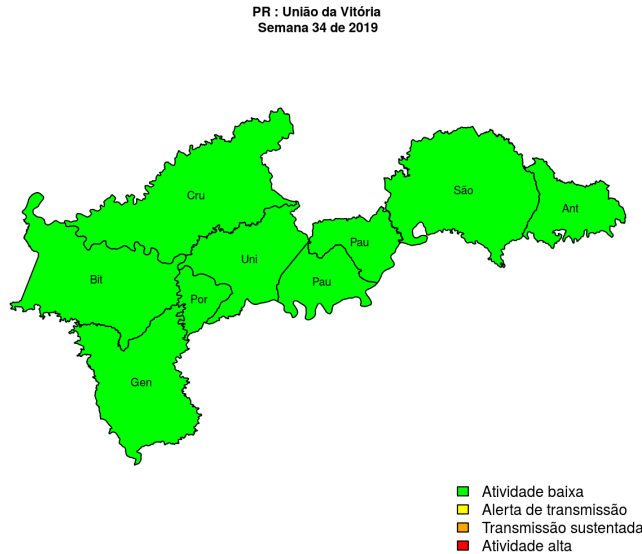 PR : União da Vitória
Semana 34 de 2019
Cru
São
Ant
Pau
Uni
Bit
Pau
Por
Gen
Atividade baixa
Alerta de transmissão
Transmissão sustentada
Atividade alta